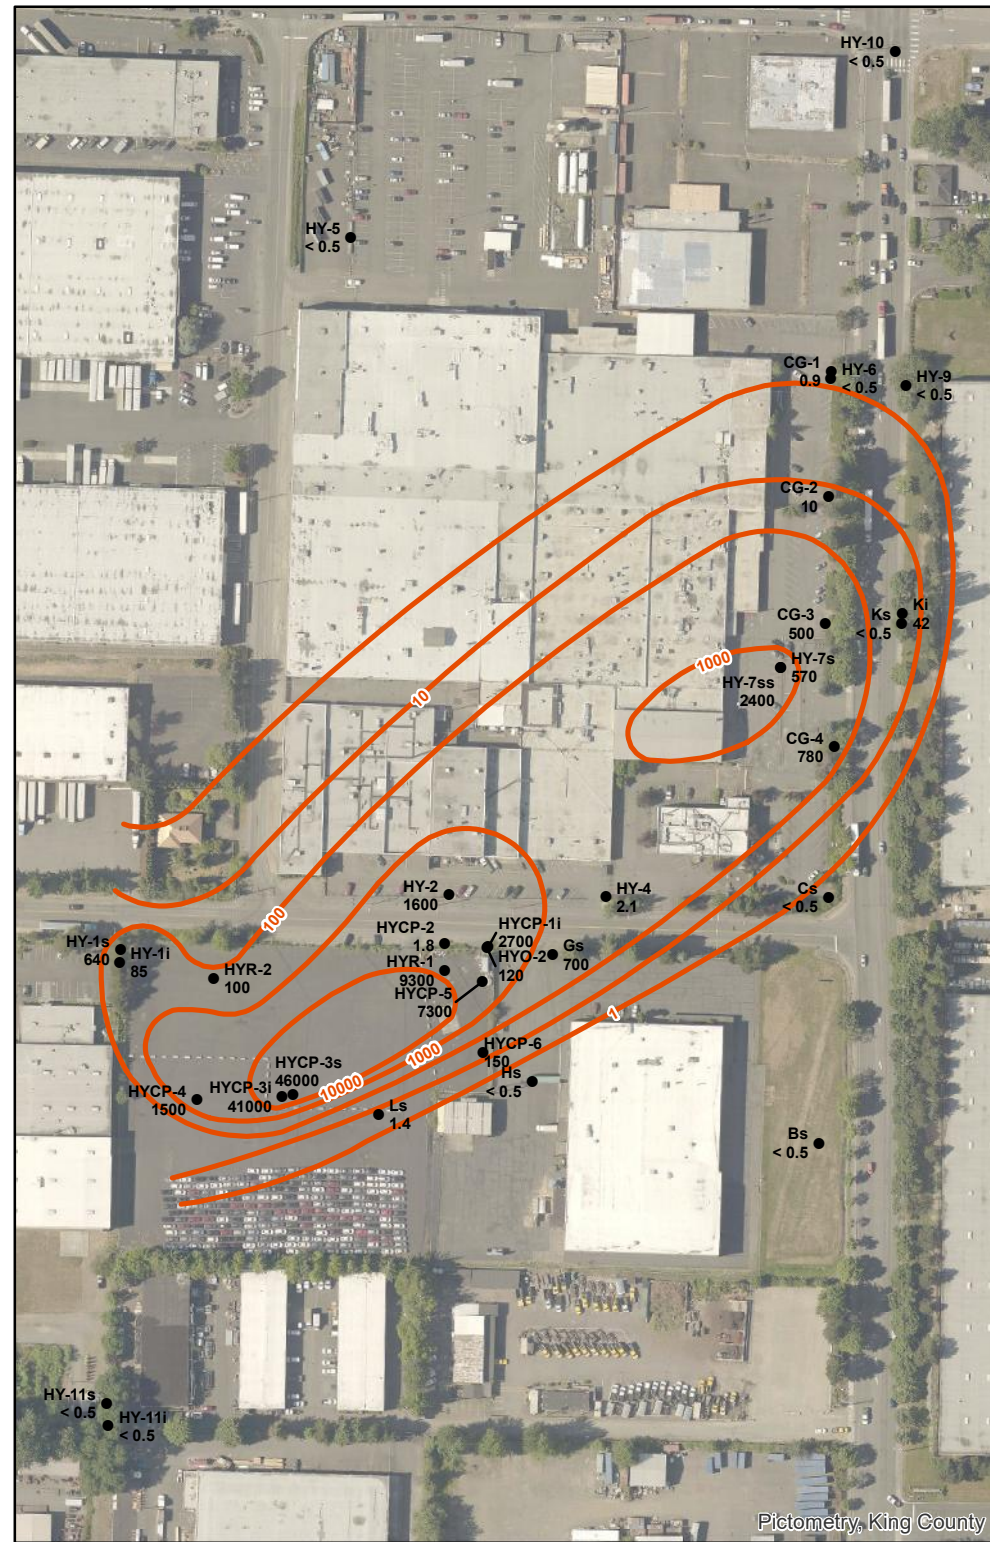 HY-10
< 0.5
HY-5
< 0.5
CG-1
0.9
HY-6
< 0.5
HY-9
< 0.5
CG-2
10
CG-3
500
Ks
< 0.5
Ki
42
1000
HY-7s
570
HY-7ss
2400
10
CG-4
780
HY-2
1600
HY-4
2.1
Cs
< 0.5
100
HY-1s
640
HY-1i
85
HYCP-2
1.8
HYCP-1i
2700
HYO-2
120
Gs
700
HYR-2
100
HYR-1
9300
HYCP-5
7300
1
HYCP-6
150
1000
Hs
< 0.5
HYCP-3s
46000
HYCP-3i
41000
10000
HYCP-4
1500
Ls
1.4
Bs
< 0.5
HY-11s
< 0.5
HY-11i
< 0.5
Pictometry, King County